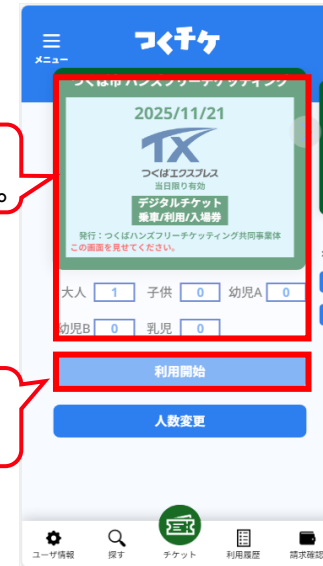 つくチケ
メニュー
つくば市 ハンズフリーチケッティング
2025/11/21
TX
つくばエクスプレス
当日限り有効
デジタルチケット
乗車/利用/入場券
発行：つくばハンズフリーチケッティング共同事業体
この画面を見せてください。
大人 1 子供 0 幼児A 0
幼児B 0 乳児 0
利用開始
人数変更
ユーザ情報 探す チケット 利用履歴 請求確認